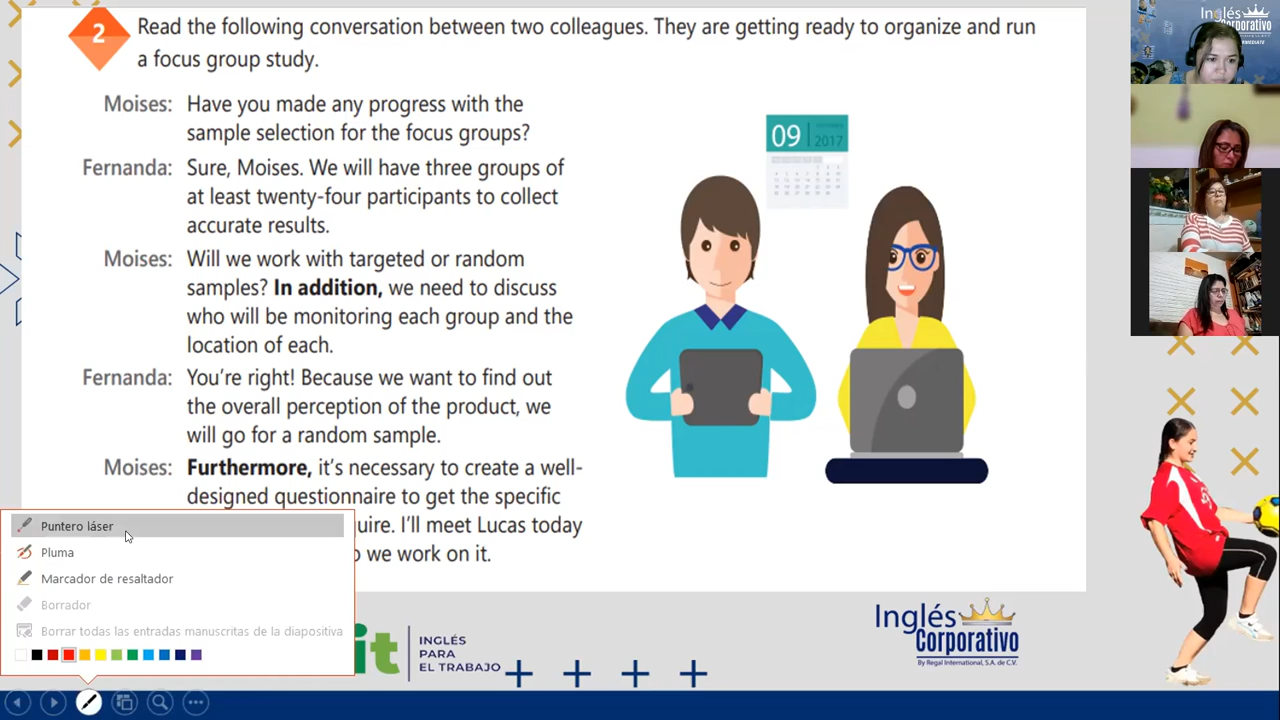 2
Read the following conversation between two colleagues. They are getting ready to organize and run
a focus group study.
Moises: Have you made any progress with the
sample selection for the focus groups?
Fernanda: Sure, Moises. We will have three groups of
at least twenty-four participants to collect
accurate results.
Moises: Will we work with targeted or random
samples? In addition, we need to discuss
who will be monitoring each group and the
location of each.
Fernanda: You're right! Because we want to find out
the overall perception of the product, we
will go for a random sample.
Moises: Furthermore, it's necessary to create a well-
designed questionnaire to get the specific
uire. I'll meet Lucas today
o we work on it.
09
2017
Puntero láser
Pluma
Marcador de resaltador
Borrador
Borrar todas las entradas manuscritas de la diapositiva
it
INGLÉS
PARA
EL TRABAJO
Inglés
Corporativo
By Regal International, S.A. de C.V.
Inglés
Corporativo